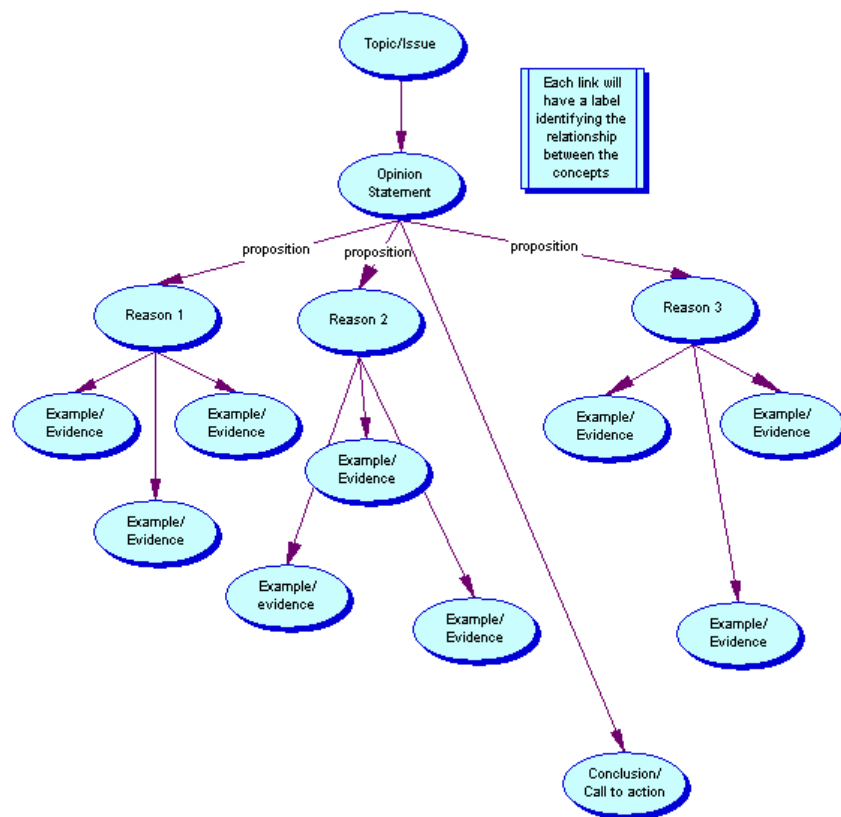 Topic/Issue
Each link will
have a label
identifying the
relationship
between the
concepts
Opinion
Statement
proposition
proposition
proposition
Reason 1
Reason 2
Reason 3
Example/
Evidence
Example/
Evidence
Example/
Evidence
Example/
Evidence
Example/
Evidence
Example/
Evidence
Example/
evidence
Example/
Evidence
Example/
Evidence
Conclusion/
Call to action